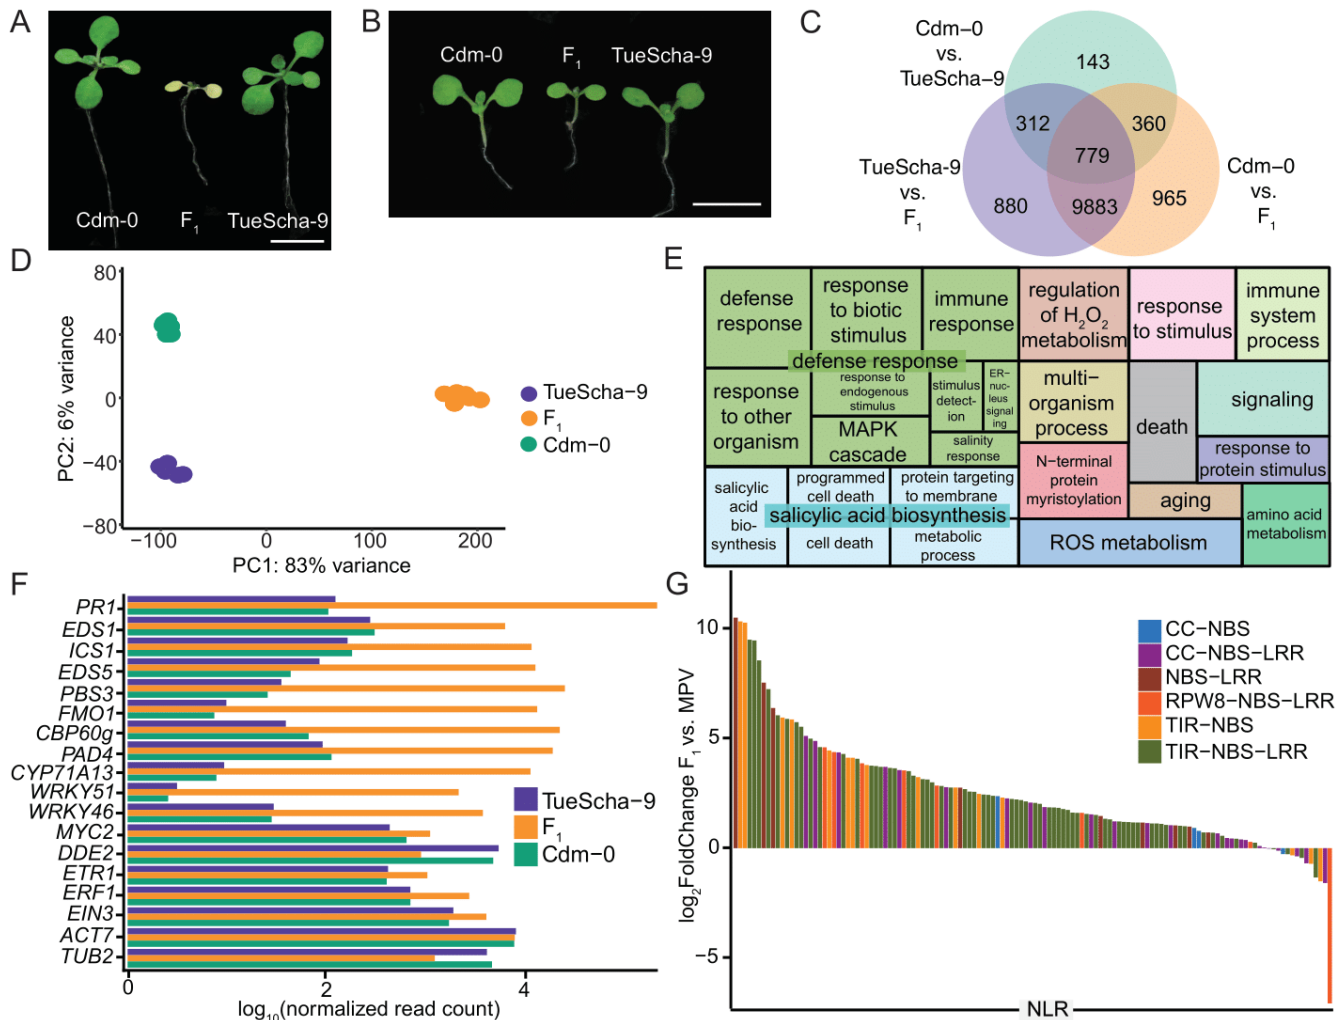 A
Cdm-0
F1
TueScha-9
B
Cdm-0
F1
TueScha-9
C
Cdm−0
vs.
TueScha−9
143
312
360
779
TueScha-9
vs.
F1
880
9883
965
Cdm−0
vs.
F1
D
80
40
0
−40
−80
PC2: 6% variance
−100
0
100
200
PC1: 83% variance
TueScha−9
F1
Cdm−0
E
defense
response
response
to biotic
stimulus
immune
response
regulation
of H2O2
metabolism
response
to stimulus
immune
system
process
defense response
response
to other
organism
response to
endogenous
stimulus
MAPK
cascade
stimulus
detect-
ion
ER−
nuc-
leus
signal
ing
salinity
response
multi−
organism
process
death
signaling
response to
protein stimulus
N−terminal
protein
myristoylation
aging
amino acid
metabolism
ROS metabolism
salicylic
acid
bio-
synthesis
programmed
cell death
protein targeting
to membrane
salicylic acid biosynthesis
cell death
metabolic
process
F
PR1
EDS1
ICS1
EDS5
PBS3
FMO1
CBP60g
PAD4
CYP71A13
WRKY51
WRKY46
MYC2
DDE2
ETR1
ERF1
EIN3
ACT7
TUB2
TueScha−9
F1
Cdm−0
0
2
4
log10(normalized read count)
G
10
5
0
−5
log2FoldChange F1 vs. MPV
CC−NBS
CC−NBS−LRR
NBS−LRR
RPW8−NBS−LRR
TIR−NBS
TIR−NBS−LRR
NLR